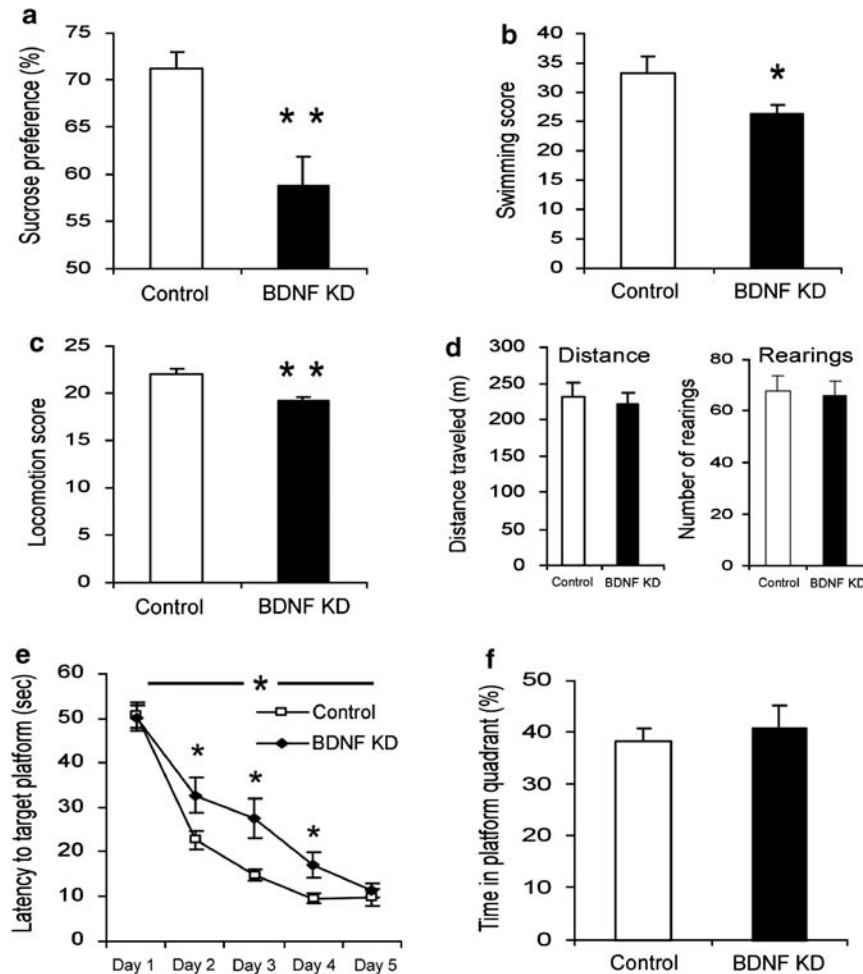 a
Sucrose preference (%)
75
70
65
60
55
50
* *
Control
BDNF KD
b
Swimming score
40
35
30
25
20
15
10
5
0
*
Control
BDNF KD
c
Locomotion score
25
20
15
10
5
0
* *
Control
BDNF KD
d
Distance traveled (m)
300
250
200
150
100
50
0
Distance
Control
BDNF KD
Number of rearings
80
60
40
20
0
Rearings
Control
BDNF KD
e
Latency to target platform (sec)
60
50
40
30
20
10
0
*
Control
BDNF KD
*
*
*
Day 1
Day 2
Day 3
Day 4
Day 5
f
Time in platform quadrant (%)
50
40
30
20
10
0
Control
BDNF KD